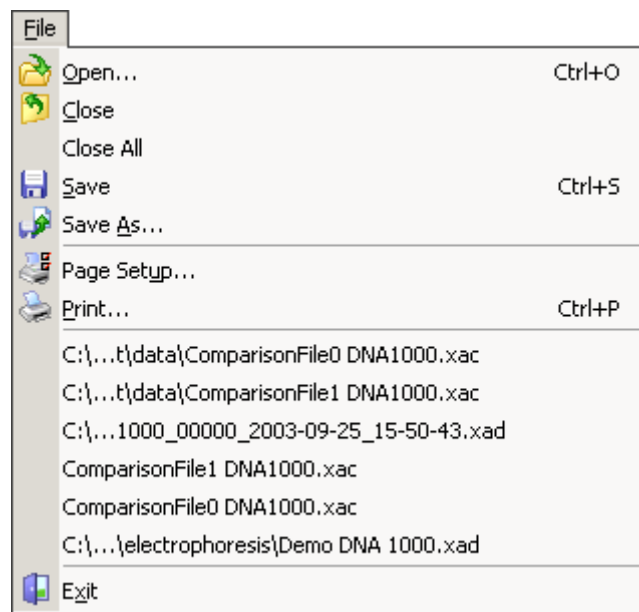 File
Open... Ctrl+O
Close
Close All
Save Ctrl+S
Save As...
Page Setup...
Print... Ctrl+P
C:\...t\data\ComparisonFile0 DNA1000.xac
C:\...t\data\ComparisonFile1 DNA1000.xac
C:\...1000_00000_2003-09-25_15-50-43.xad
ComparisonFile1 DNA1000.xac
ComparisonFile0 DNA1000.xac
C:\...\electrophoresis\Demo DNA 1000.xad
Exit